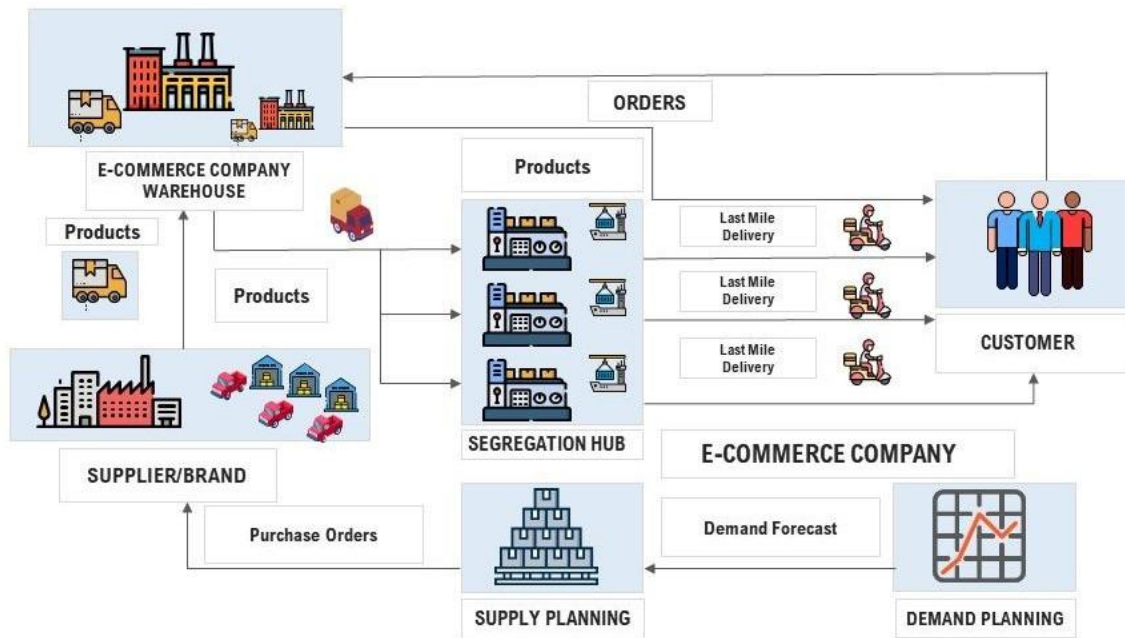 ORDERS
E-COMMERCE COMPANY
WAREHOUSE
Products
Products
Products
Last Mile
Delivery
Last Mile
Delivery
Last Mile
Delivery
CUSTOMER
SEGREGATION HUB
E-COMMERCE COMPANY
SUPPLIER/BRAND
Purchase Orders
Demand Forecast
SUPPLY PLANNING
DEMAND PLANNING